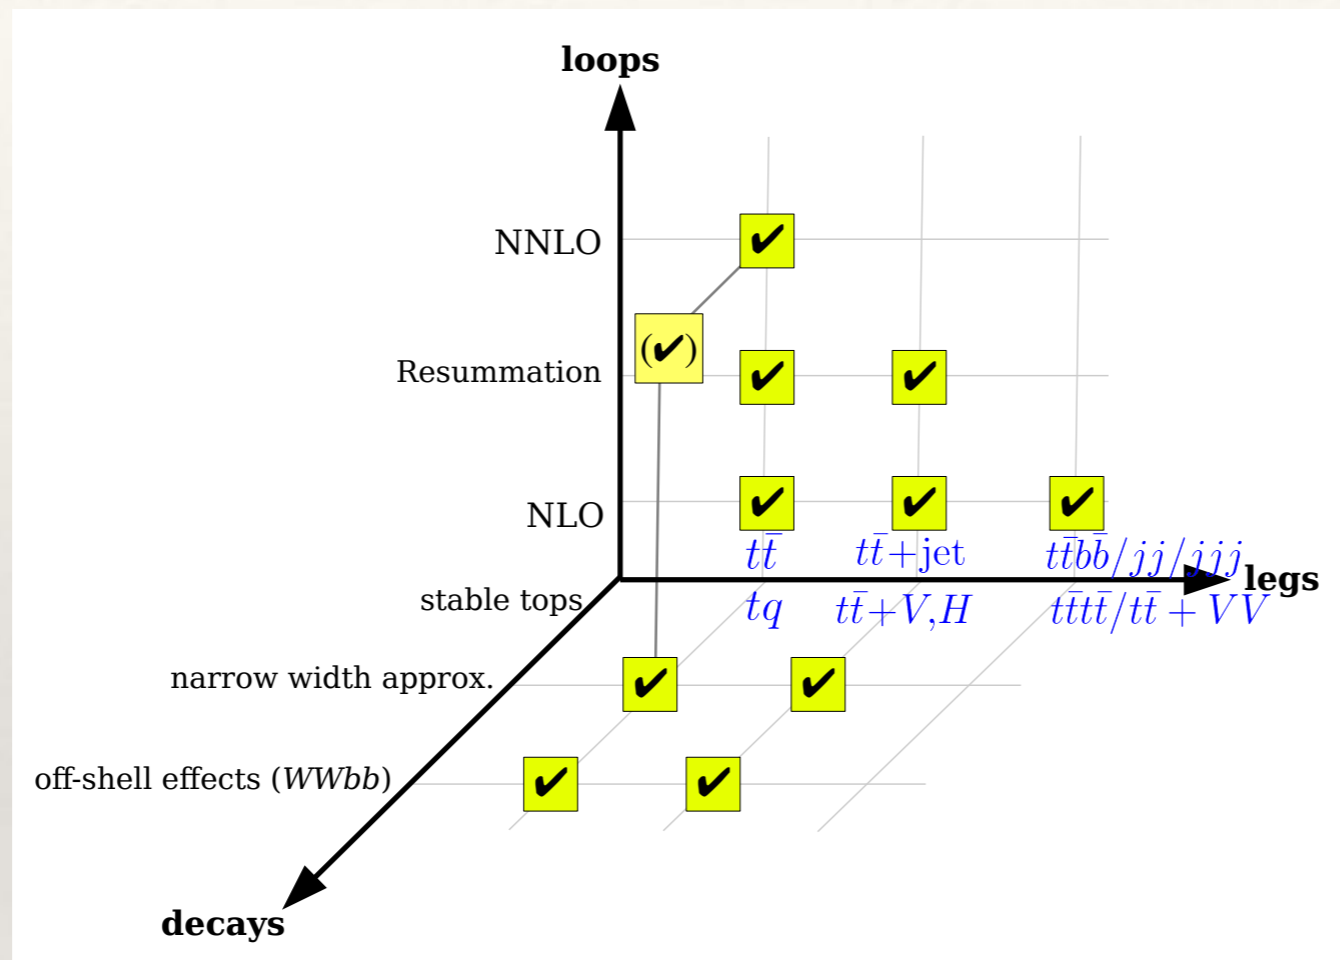 loops
NNLO ✔
(✔)
Resummation ✔ ✔
NLO ✔ ✔ ✔
tt̄ tt̄+jet tt̄bb̄/jj/jjj
legs
stable tops tq tt̄+V,H tt̄tt̄/tt̄ + VV
narrow width approx. ✔ ✔
off-shell effects (WWbb) ✔ ✔
decays